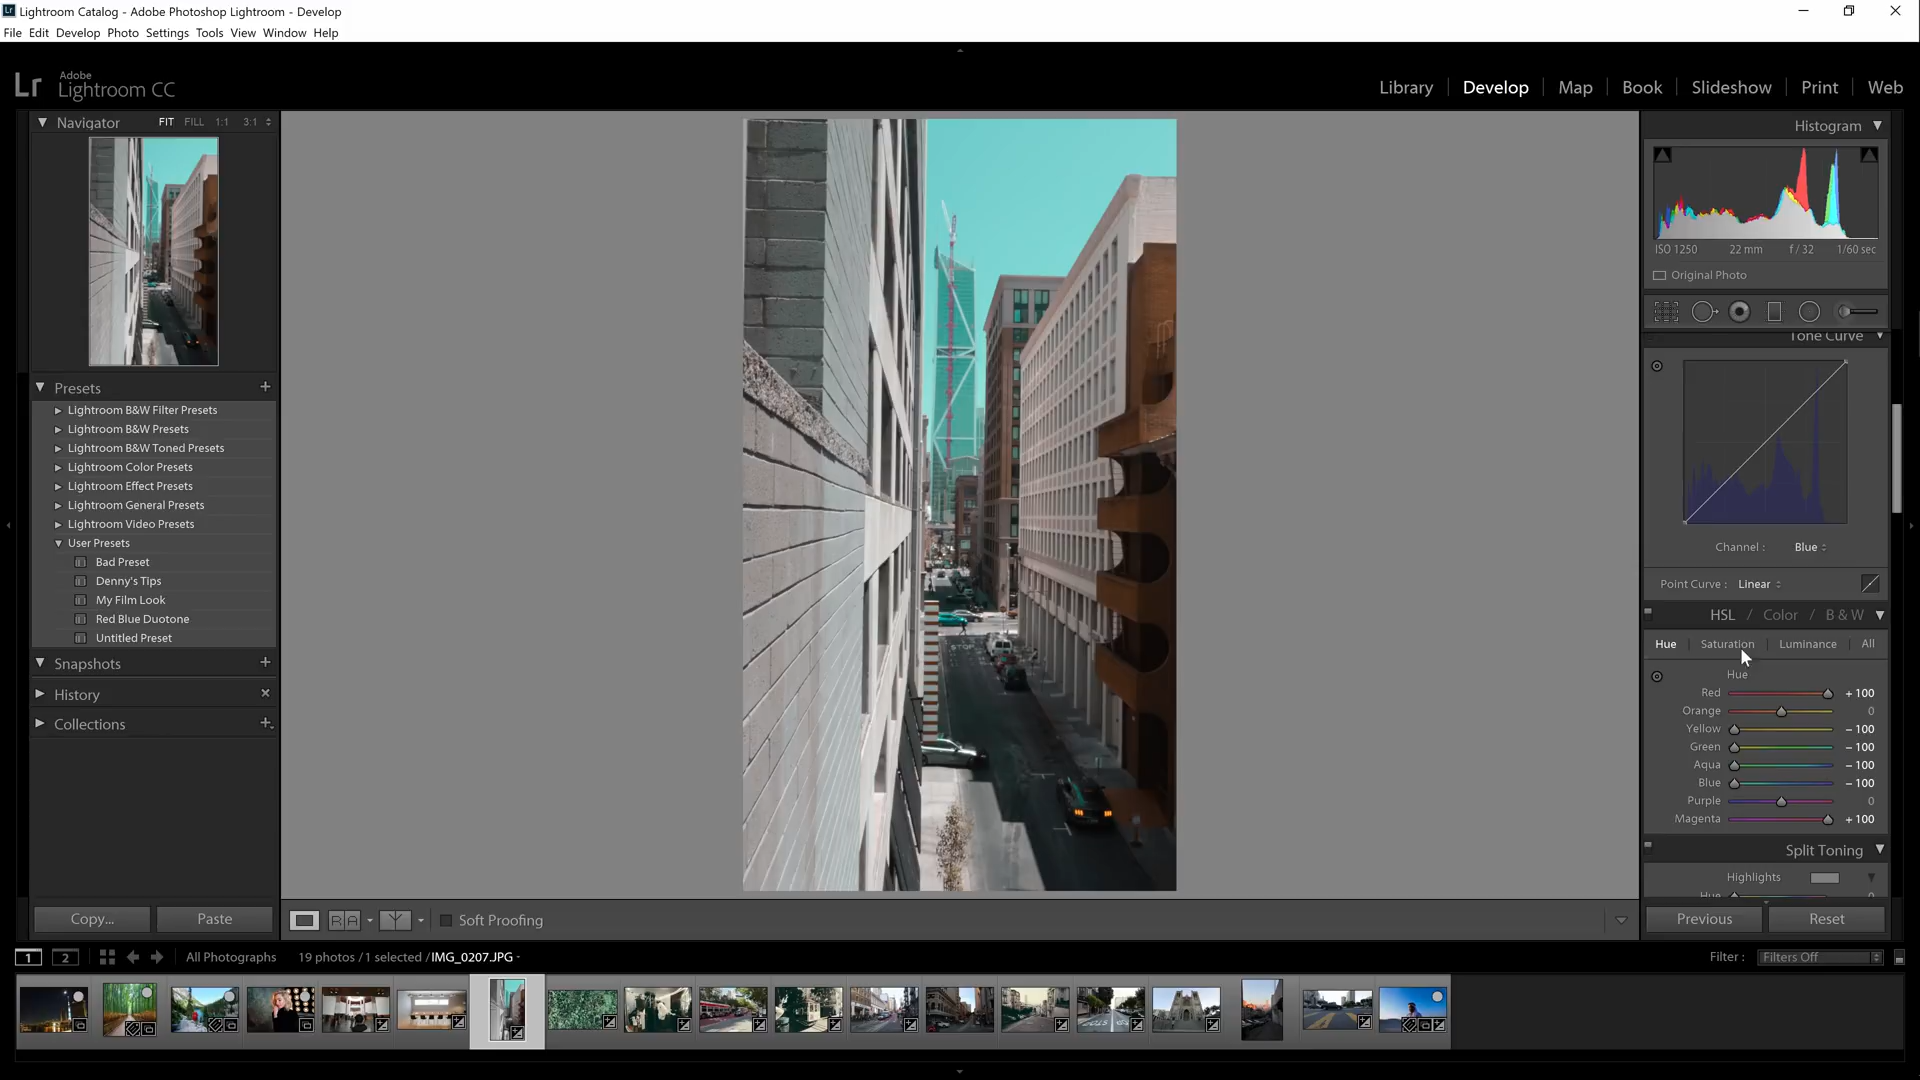 Lightroom Catalog - Adobe Photoshop Lightroom - Develop
File Edit Develop Photo Settings Tools View Window Help
Lr Adobe Lightroom CC
Library Develop Map Book Slideshow Print Web
Navigator FIT FILL 1:1 3:1
Presets +
Lightroom B&W Filter Presets
Lightroom B&W Presets
Lightroom B&W Toned Presets
Lightroom Color Presets
Lightroom Effect Presets
Lightroom General Presets
Lightroom Video Presets
User Presets
Bad Preset
Denny's Tips
My Film Look
Red Blue Duotone
Untitled Preset
Snapshots +
History ×
Collections +
Copy... Paste
STOP
Soft Proofing
Histogram
ISO 1250 22 mm f / 32 1/60 sec
Original Photo
Tone Curve
Channel : Blue
Point Curve : Linear
HSL / Color / B & W
Hue Saturation Luminance All
Hue
Red + 100
Orange 0
Yellow - 100
Green - 100
Aqua - 100
Blue - 100
Purple 0
Magenta + 100
Split Toning
Highlights
Hue 0
Previous Reset
1 2 All Photographs 19 photos / 1 selected / IMG_0207.JPG
Filter : Filters Off